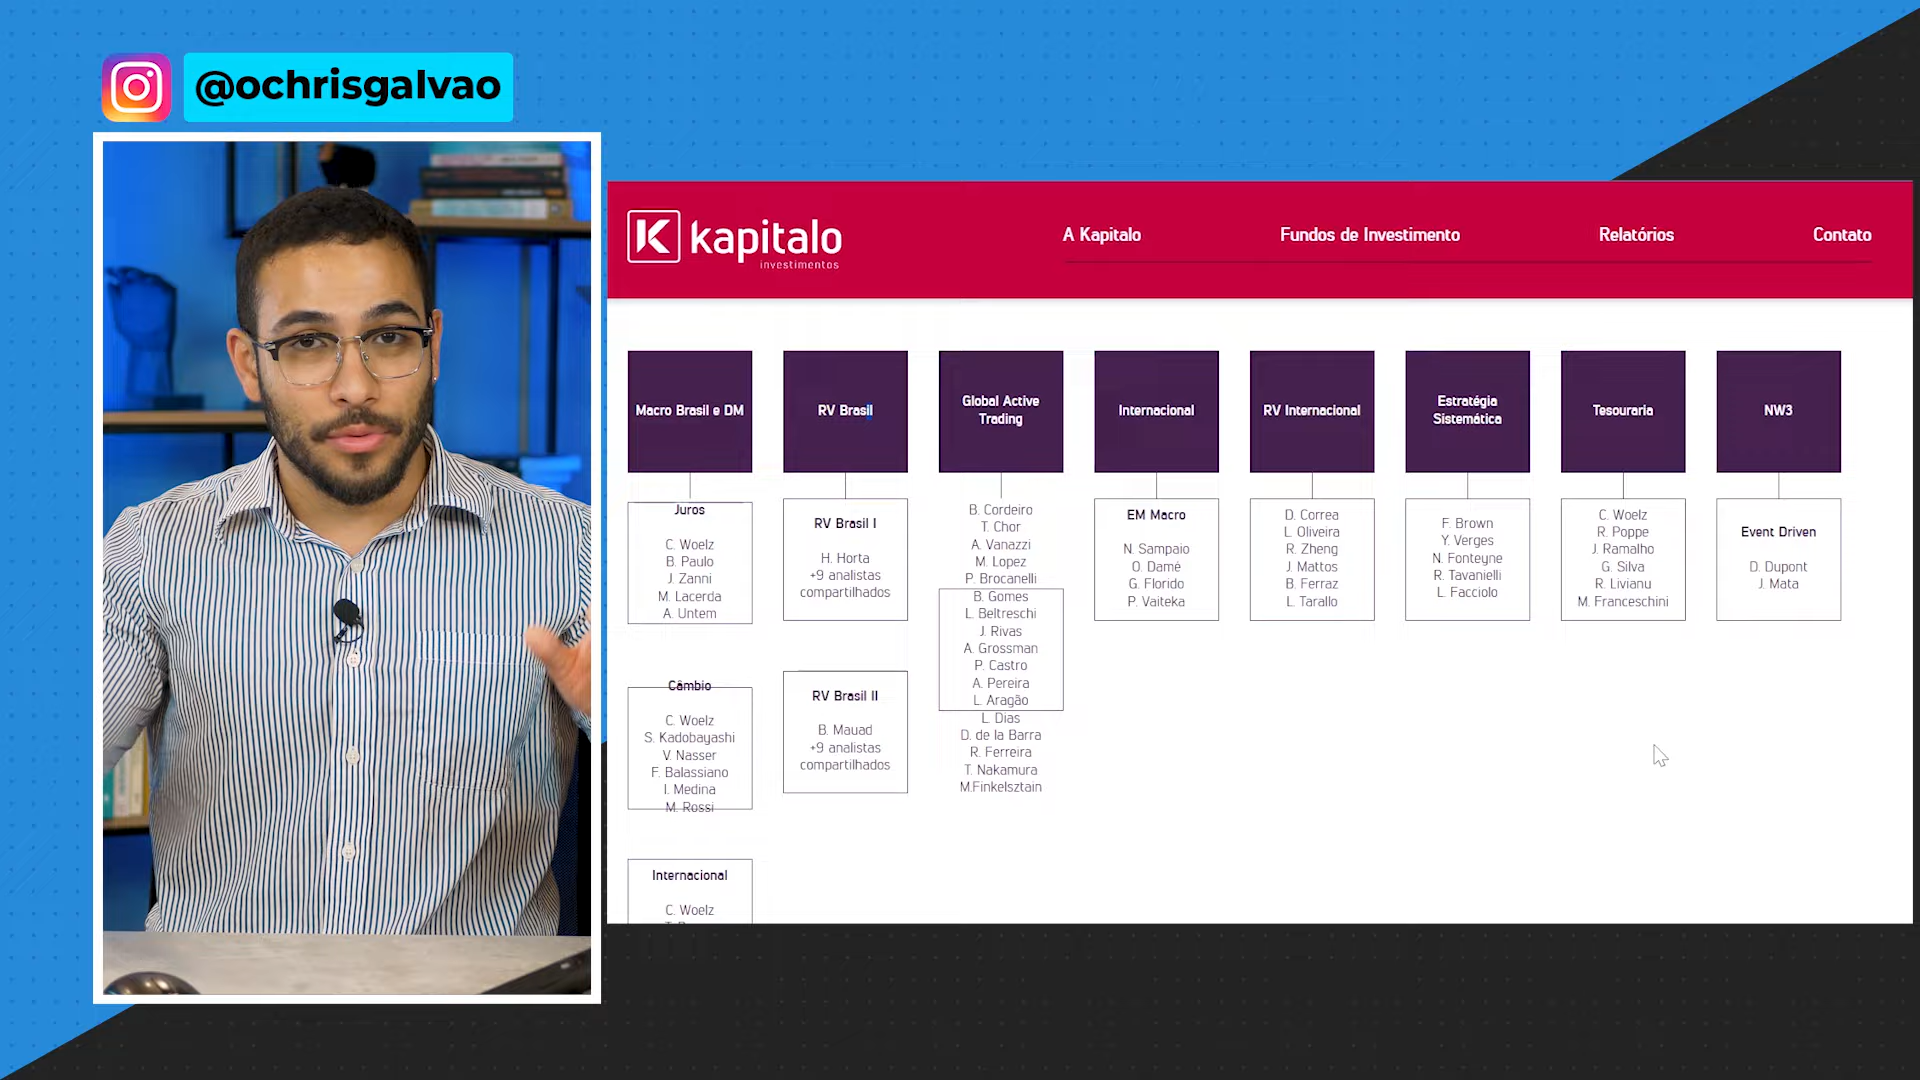 @ochrisgalvao
K kapitalo
investimentos
A Kapitalo
Fundos de Investimento
Relatórios
Contato
Macro Brasil e DM
Juros
C. Woelz
B. Paulo
J. Zanni
M. Lacerda
A. Untem
Câmbio
C. Woelz
S. Kadobayashi
V. Nasser
F. Balassiano
I. Medina
M. Rossi
Internacional
C. Woelz
RV Brasil
RV Brasil I
H. Horta
+9 analistas
compartilhados
RV Brasil II
B. Mauad
+9 analistas
compartilhados
Global Active
Trading
B. Cordeiro
T. Chor
A. Vanazzi
M. Lopez
P. Brocanelli
B. Gomes
L. Beltreschi
J. Rivas
A. Grossman
P. Castro
A. Pereira
L. Aragão
L. Dias
D. de la Barra
R. Ferreira
T. Nakamura
M.Finkelsztain
Internacional
EM Macro
N. Sampaio
O. Damé
G. Florido
P. Vaiteka
RV Internacional
D. Correa
L. Oliveira
R. Zheng
J. Mattos
B. Ferraz
L. Tarallo
Estratégia
Sistemática
F. Brown
Y. Verges
N. Fonteyne
R. Tavanielli
L. Facciolo
Tesouraria
C. Woelz
R. Poppe
J. Ramalho
G. Silva
R. Livianu
M. Franceschini
NW3
Event Driven
D. Dupont
J. Mata